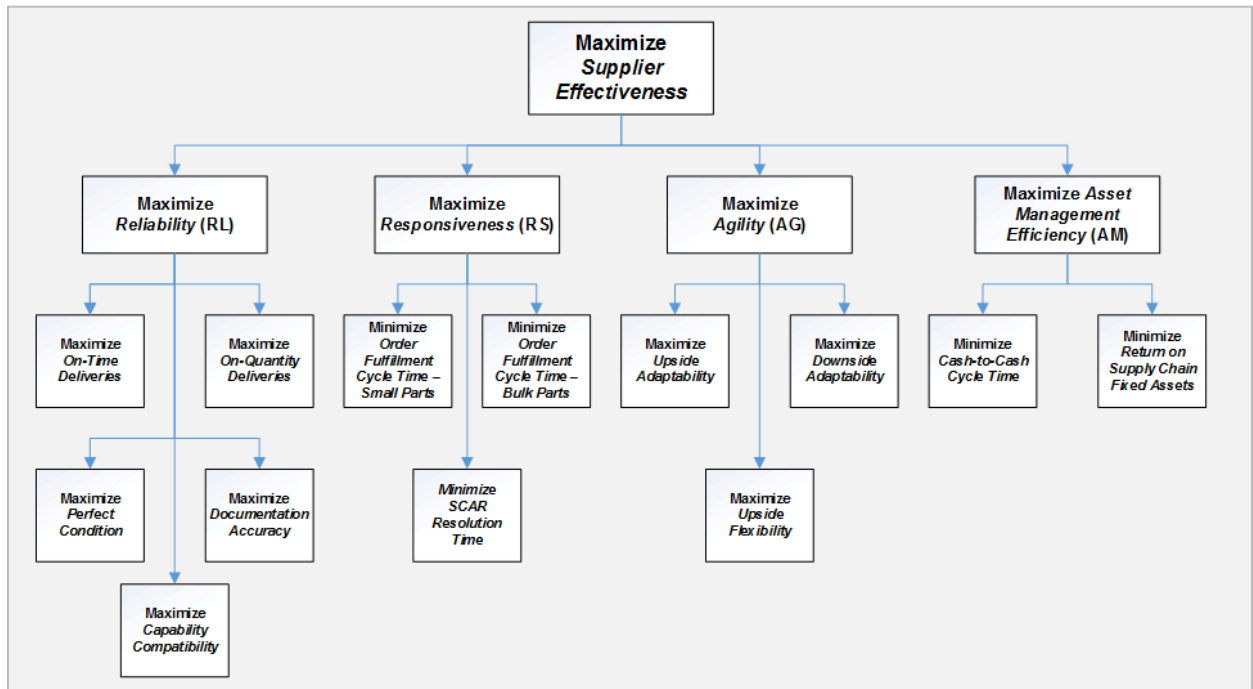 Maximize
Supplier
Effectiveness
Maximize
Reliability (RL)
Maximize
Responsiveness (RS)
Maximize
Agility (AG)
Maximize Asset
Management
Efficiency (AM)
Maximize
On-Time
Deliveries
Maximize
On-Quantity
Deliveries
Minimize
Order
Fulfillment
Cycle Time –
Small Parts
Minimize
Order
Fulfillment
Cycle Time –
Bulk Parts
Maximize
Upside
Adaptability
Maximize
Downside
Adaptability
Minimize
Cash-to-Cash
Cycle Time
Minimize
Return on
Supply Chain
Fixed Assets
Maximize
Perfect
Condition
Maximize
Documentation
Accuracy
Minimize
SCAR
Resolution
Time
Maximize
Upside
Flexibility
Maximize
Capability
Compatibility